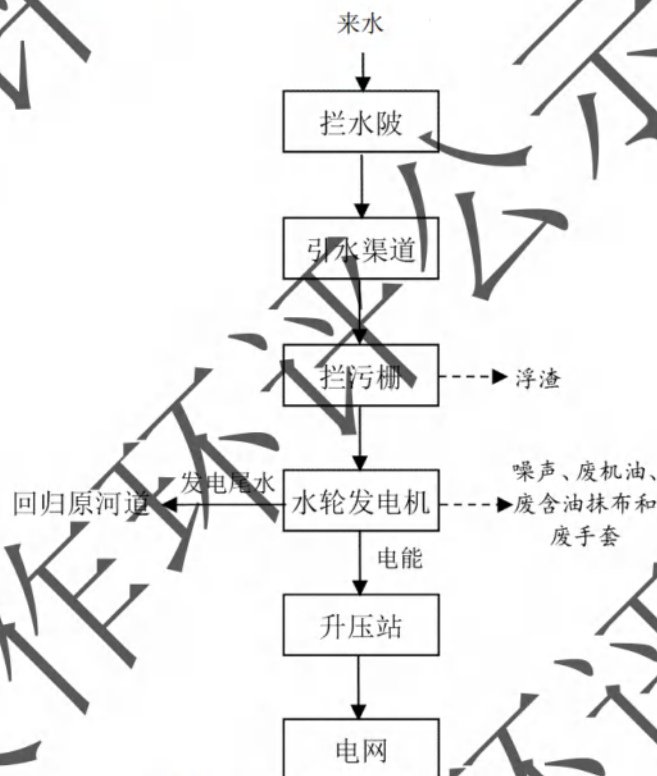 来水
拦水陂
引水渠道
拦污栅
浮渣
回归原河道
发电尾水
水轮发电机
噪声、废机油、
废含油抹布和
废手套
电能
升压站
电网